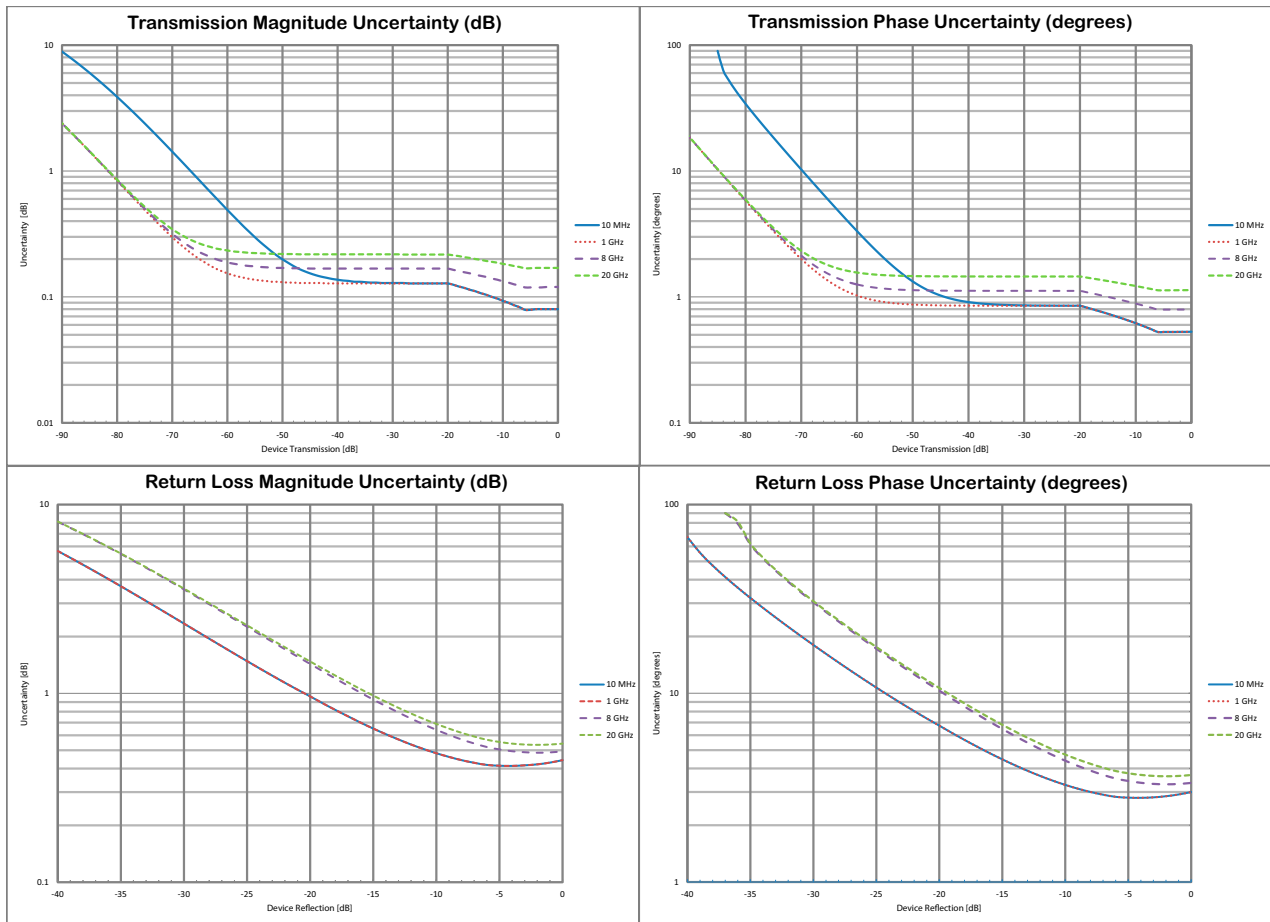 Transmission Magnitude Uncertainty (dB)
10
1
0.1
0.01
Uncertainty [dB]
-90 -80 -70 -60 -50 -40 -30 -20 -10 0
Device Transmission [dB]
10 MHz
1 GHz
8 GHz
20 GHz
Transmission Phase Uncertainty (degrees)
100
10
1
0.1
Uncertainty [degrees]
-90 -80 -70 -60 -50 -40 -30 -20 -10 0
Device Transmission [dB]
10 MHz
1 GHz
8 GHz
20 GHz
Return Loss Magnitude Uncertainty (dB)
10
1
0.1
Uncertainty [dB]
-40 -35 -30 -25 -20 -15 -10 -5 0
Device Reflection [dB]
10 MHz
1 GHz
8 GHz
20 GHz
Return Loss Phase Uncertainty (degrees)
100
10
1
Uncertainty [degrees]
-40 -35 -30 -25 -20 -15 -10 -5 0
Device Reflection [dB]
10 MHz
1 GHz
8 GHz
20 GHz